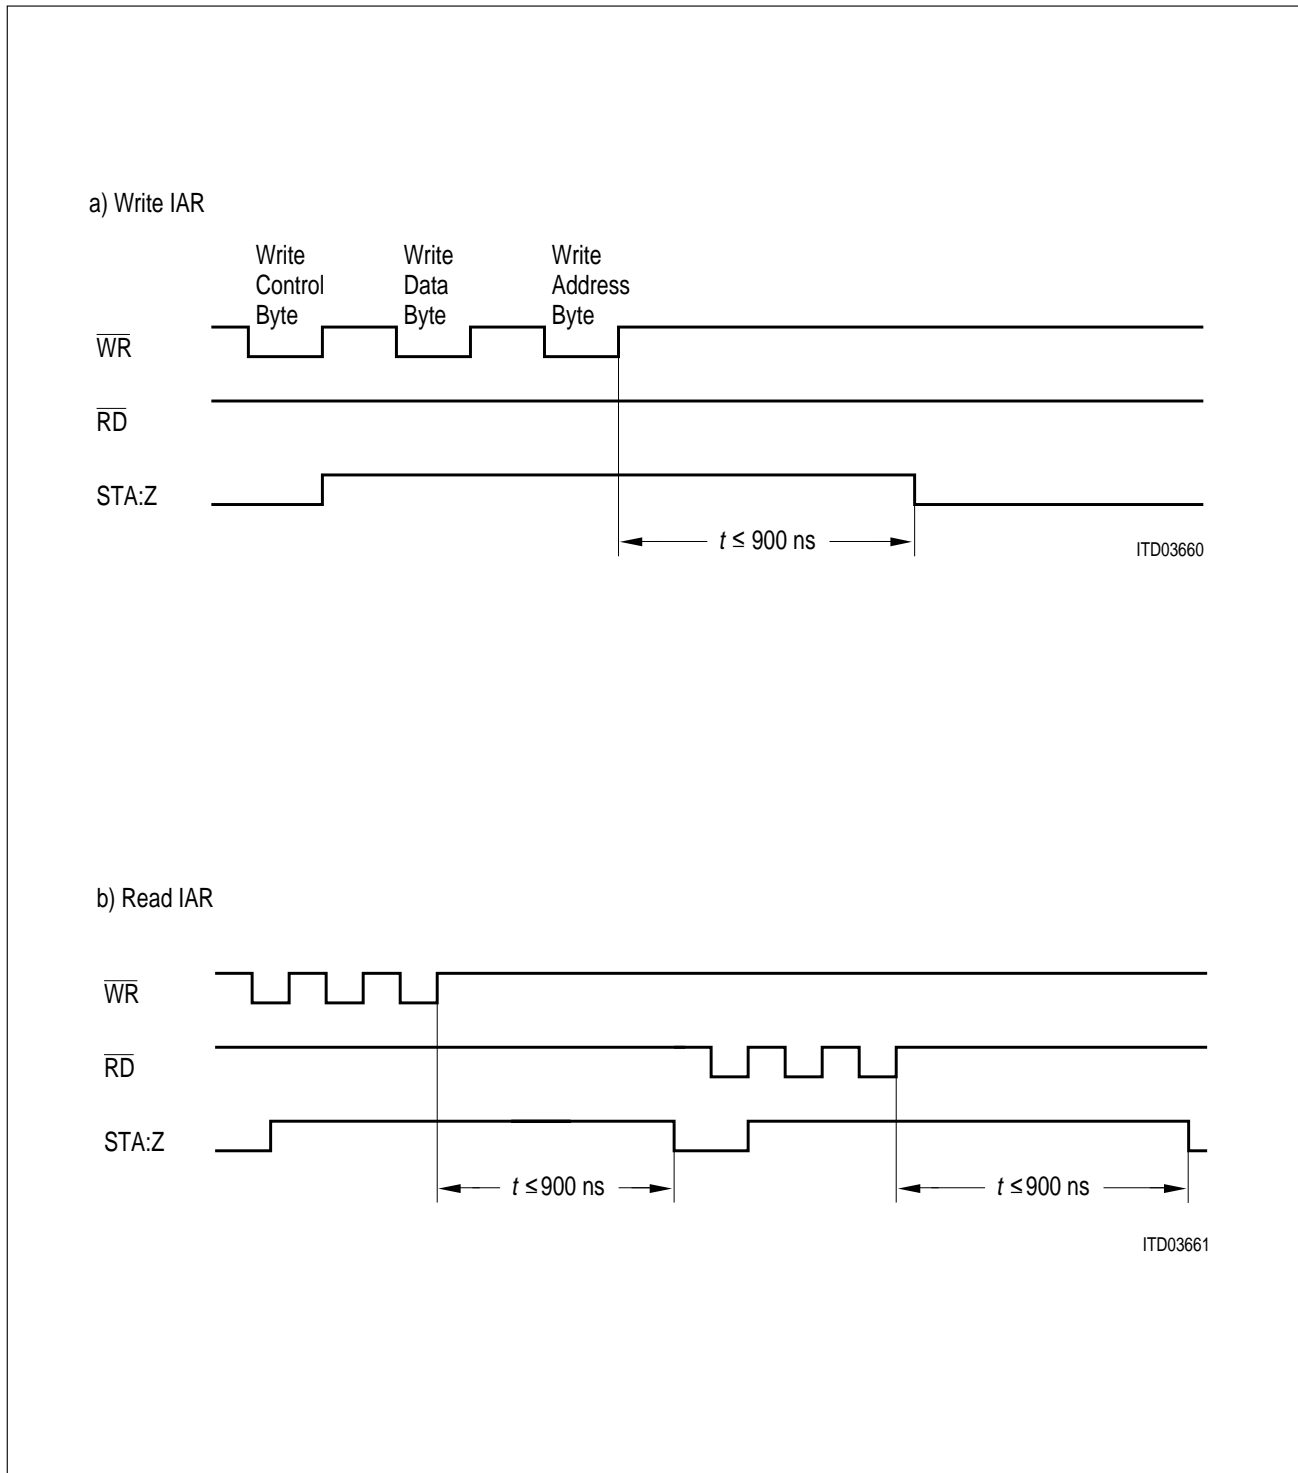 a) Write IAR
Write Control Byte
Write Data Byte
Write Address Byte
WR
RD
STA:Z
t ≤ 900 ns
ITD03660
b) Read IAR
WR
RD
STA:Z
t ≤ 900 ns
t ≤ 900 ns
ITD03661